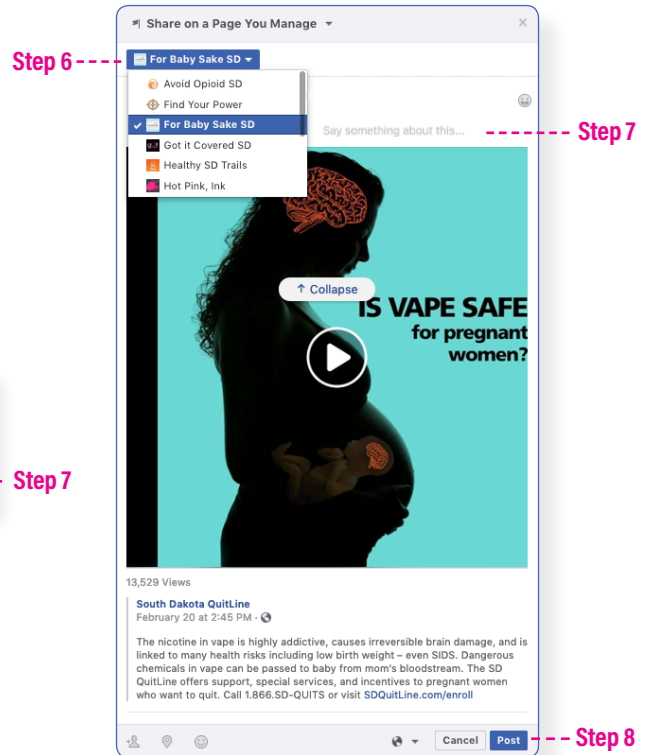 Share on a Page You Manage
Step 6
For Baby Sake SD
Avoid Opioid SD
Find Your Power
For Baby Sake SD
Got it Covered SD
Healthy SD Trails
Hot Pink, Ink
Say something about this...
Step 7
↑ Collapse
IS VAPE SAFE
for pregnant
women?
Step 7
13,529 Views
South Dakota QuitLine
February 20 at 2:45 PM ·
The nicotine in vape is highly addictive, causes irreversible brain damage, and is
linked to many health risks including low birth weight – even SIDS. Dangerous
chemicals in vape can be passed to baby from mom's bloodstream. The SD
QuitLine offers support, special services, and incentives to pregnant women
who want to quit. Call 1.866.SD-QUITS or visit SDQuitLine.com/enroll
Cancel
Post
Step 8